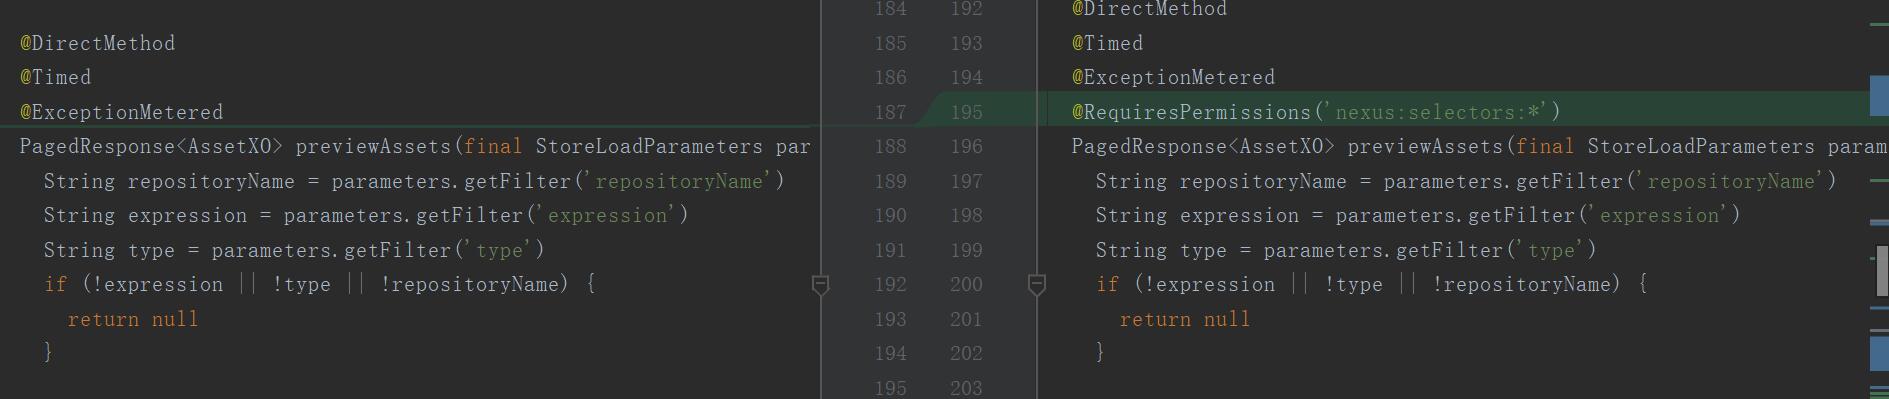 @DirectMethod
@Timed
@ExceptionMetered
PagedResponse<AssetXO> previewAssets(final StoreLoadParameters par
String repositoryName = parameters.getFilter('repositoryName')
String expression = parameters.getFilter('expression')
String type = parameters.getFilter('type')
if (!expression || !type || !repositoryName) {
return null
}
184 192
185 193
186 194
187 195
188 196
189 197
190 198
191 199
192 200
193 201
194 202
195 203
@DirectMethod
@Timed
@ExceptionMetered
@RequiresPermissions('nexus:selectors:*')
PagedResponse<AssetXO> previewAssets(final StoreLoadParameters param
String repositoryName = parameters.getFilter('repositoryName')
String expression = parameters.getFilter('expression')
String type = parameters.getFilter('type')
if (!expression || !type || !repositoryName) {
return null
}